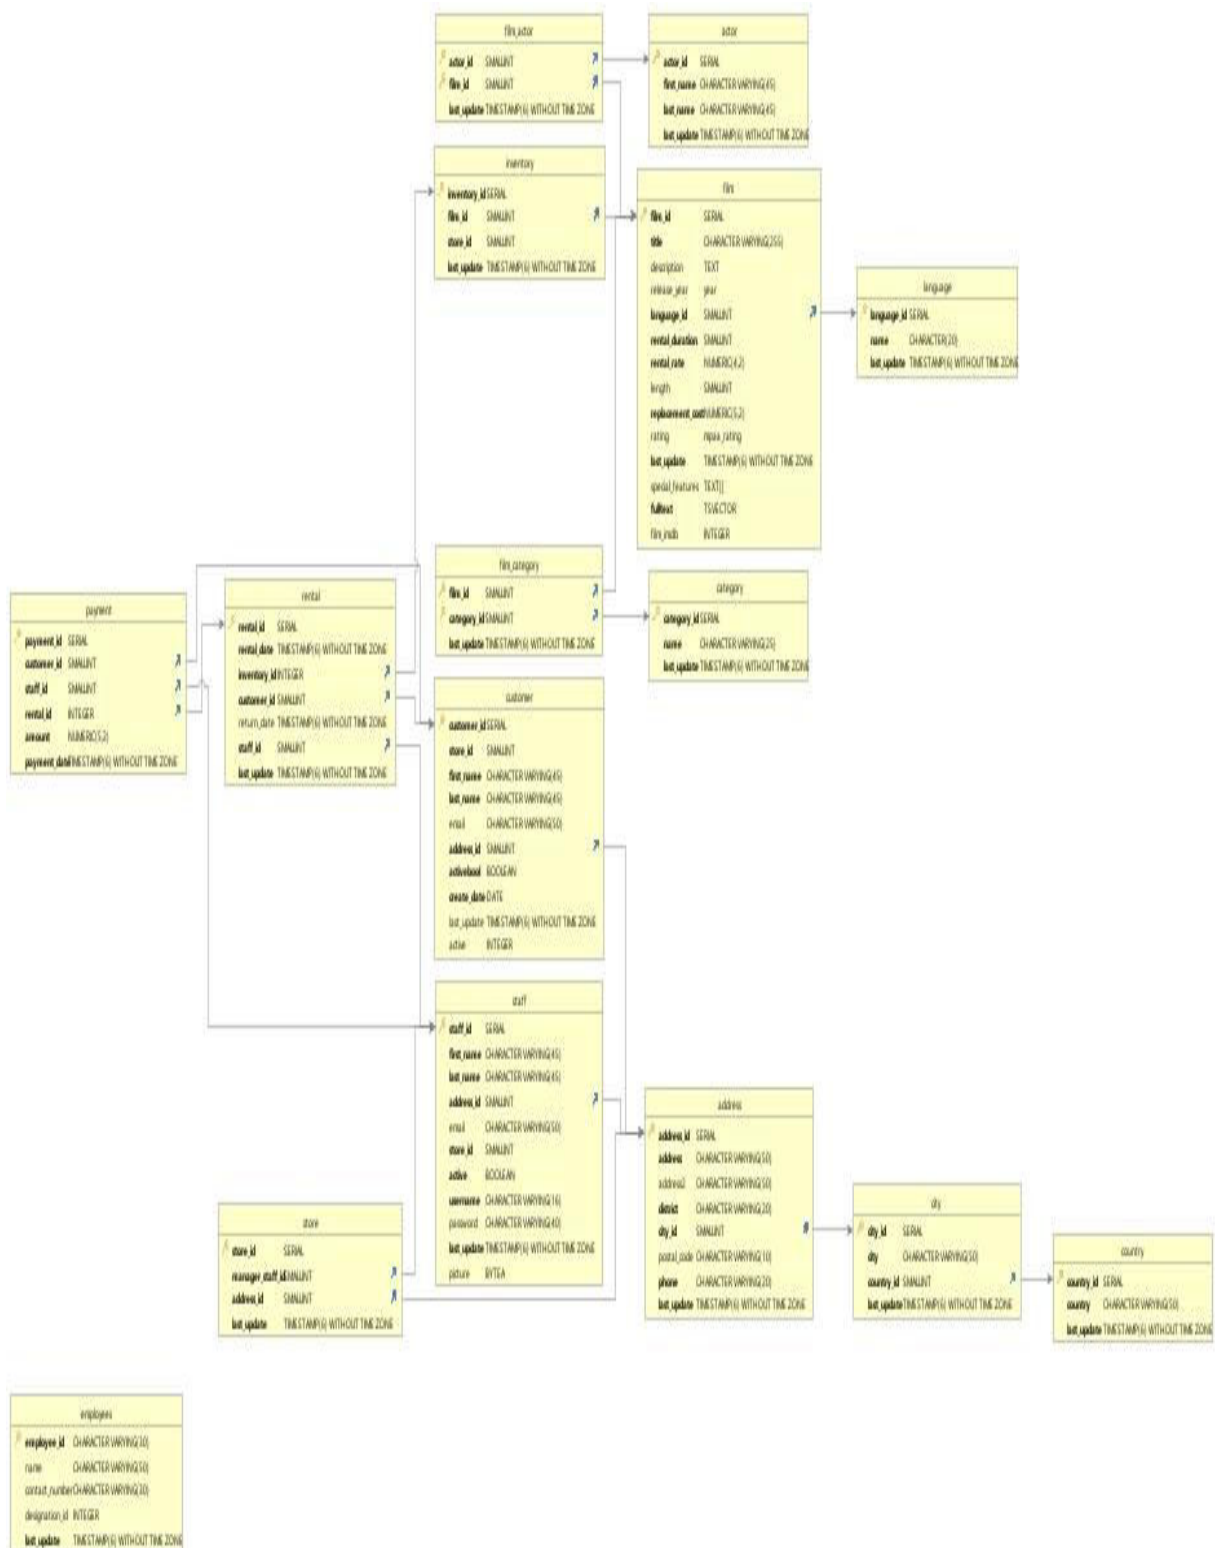 film_actor
actor_id SMALLINT
film_id SMALLINT
last_update TIMESTAMP(6) WITHOUT TIME ZONE
actor
actor_id SERIAL
first_name CHARACTER VARYING(45)
last_name CHARACTER VARYING(45)
last_update TIMESTAMP(6) WITHOUT TIME ZONE
inventory
inventory_id SERIAL
film_id SMALLINT
store_id SMALLINT
last_update TIMESTAMP(6) WITHOUT TIME ZONE
film
film_id SERIAL
title CHARACTER VARYING(255)
description TEXT
release_year year
language_id SMALLINT
rental_duration SMALLINT
rental_rate NUMERIC(4,2)
length SMALLINT
replacement_cost NUMERIC(5,2)
rating mpaa_rating
last_update TIMESTAMP(6) WITHOUT TIME ZONE
special_features TEXT[]
fulltext TSVECTOR
film_imdb INTEGER
language
language_id SERIAL
name CHARACTER(20)
last_update TIMESTAMP(6) WITHOUT TIME ZONE
film_category
film_id SMALLINT
category_id SMALLINT
last_update TIMESTAMP(6) WITHOUT TIME ZONE
category
category_id SERIAL
name CHARACTER VARYING(25)
last_update TIMESTAMP(6) WITHOUT TIME ZONE
payment
payment_id SERIAL
customer_id SMALLINT
staff_id SMALLINT
rental_id INTEGER
amount NUMERIC(5,2)
payment_date TIMESTAMP(6) WITHOUT TIME ZONE
rental
rental_id SERIAL
rental_date TIMESTAMP(6) WITHOUT TIME ZONE
inventory_id INTEGER
customer_id SMALLINT
return_date TIMESTAMP(6) WITHOUT TIME ZONE
staff_id SMALLINT
last_update TIMESTAMP(6) WITHOUT TIME ZONE
customer
customer_id SERIAL
store_id SMALLINT
first_name CHARACTER VARYING(45)
last_name CHARACTER VARYING(45)
email CHARACTER VARYING(50)
address_id SMALLINT
activebool BOOLEAN
create_date DATE
last_update TIMESTAMP(6) WITHOUT TIME ZONE
active INTEGER
staff
staff_id SERIAL
first_name CHARACTER VARYING(45)
last_name CHARACTER VARYING(45)
address_id SMALLINT
email CHARACTER VARYING(50)
store_id SMALLINT
active BOOLEAN
username CHARACTER VARYING(16)
password CHARACTER VARYING(40)
last_update TIMESTAMP(6) WITHOUT TIME ZONE
picture BYTEA
address
address_id SERIAL
address CHARACTER VARYING(50)
address2 CHARACTER VARYING(50)
district CHARACTER VARYING(20)
city_id SMALLINT
postal_code CHARACTER VARYING(10)
phone CHARACTER VARYING(20)
last_update TIMESTAMP(6) WITHOUT TIME ZONE
city
city_id SERIAL
city CHARACTER VARYING(50)
country_id SMALLINT
last_update TIMESTAMP(6) WITHOUT TIME ZONE
country
country_id SERIAL
country CHARACTER VARYING(50)
last_update TIMESTAMP(6) WITHOUT TIME ZONE
store
store_id SERIAL
manager_staff_id SMALLINT
address_id SMALLINT
last_update TIMESTAMP(6) WITHOUT TIME ZONE
employees
employee_id CHARACTER VARYING(30)
name CHARACTER VARYING(50)
contact_number CHARACTER VARYING(30)
designation_id INTEGER
last_update TIMESTAMP(6) WITHOUT TIME ZONE